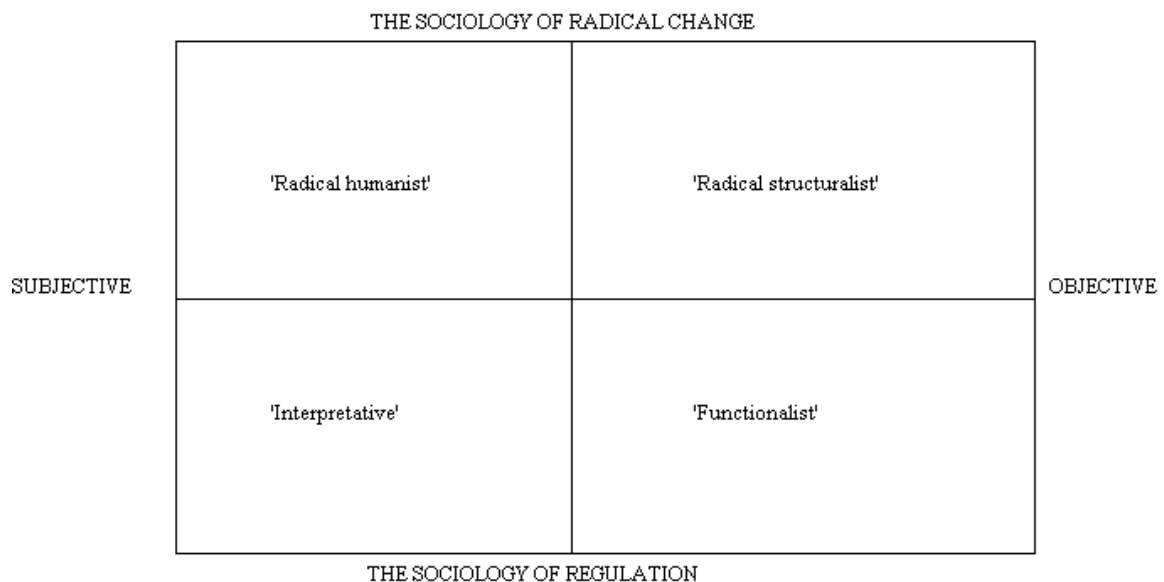 THE SOCIOLOGY OF RADICAL CHANGE
'Radical humanist'
'Radical structuralist'
SUBJECTIVE
OBJECTIVE
'Interpretative'
'Functionalist'
THE SOCIOLOGY OF REGULATION